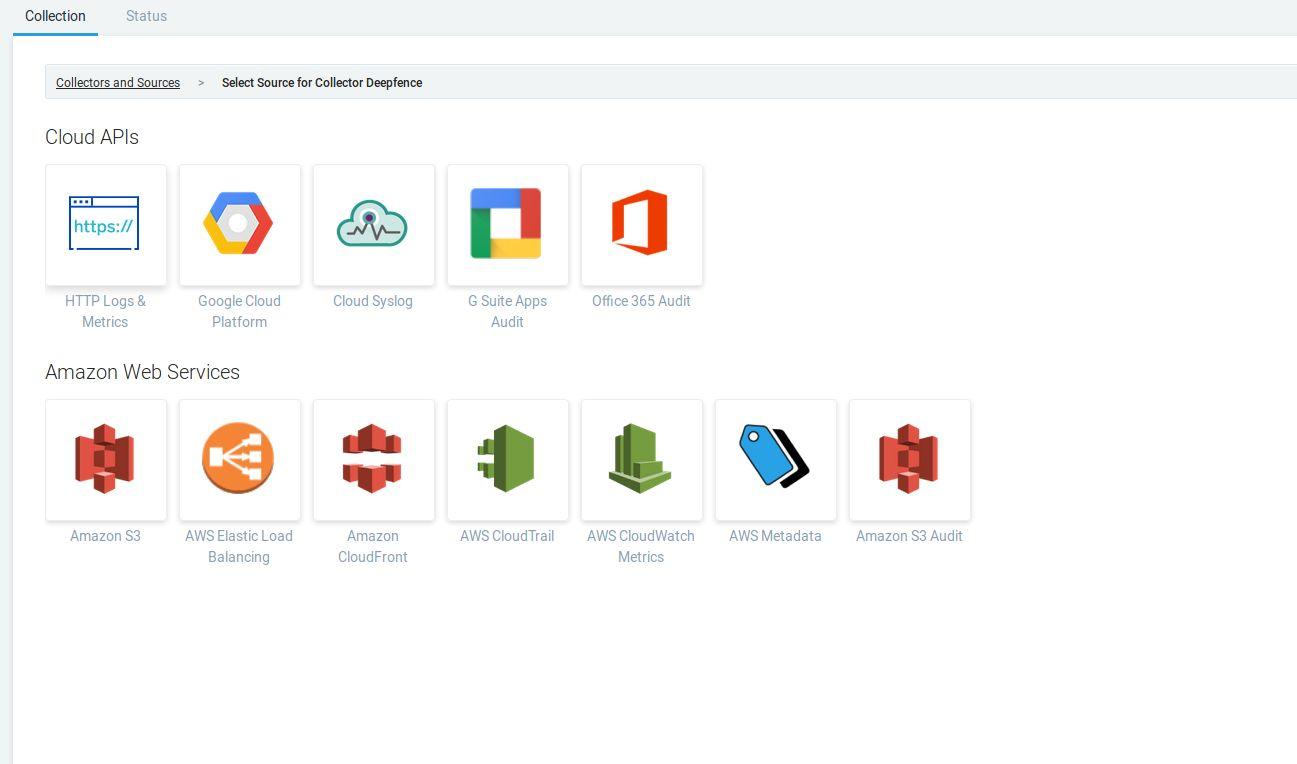 Collection Status
Collectors and Sources > Select Source for Collector Deepfence
Cloud APIs
https://
HTTP Logs &
Metrics
Google Cloud
Platform
Cloud Syslog
G Suite Apps
Audit
Office 365 Audit
Amazon Web Services
Amazon S3
AWS Elastic Load
Balancing
Amazon
CloudFront
AWS CloudTrail
AWS CloudWatch
Metrics
AWS Metadata
Amazon S3 Audit